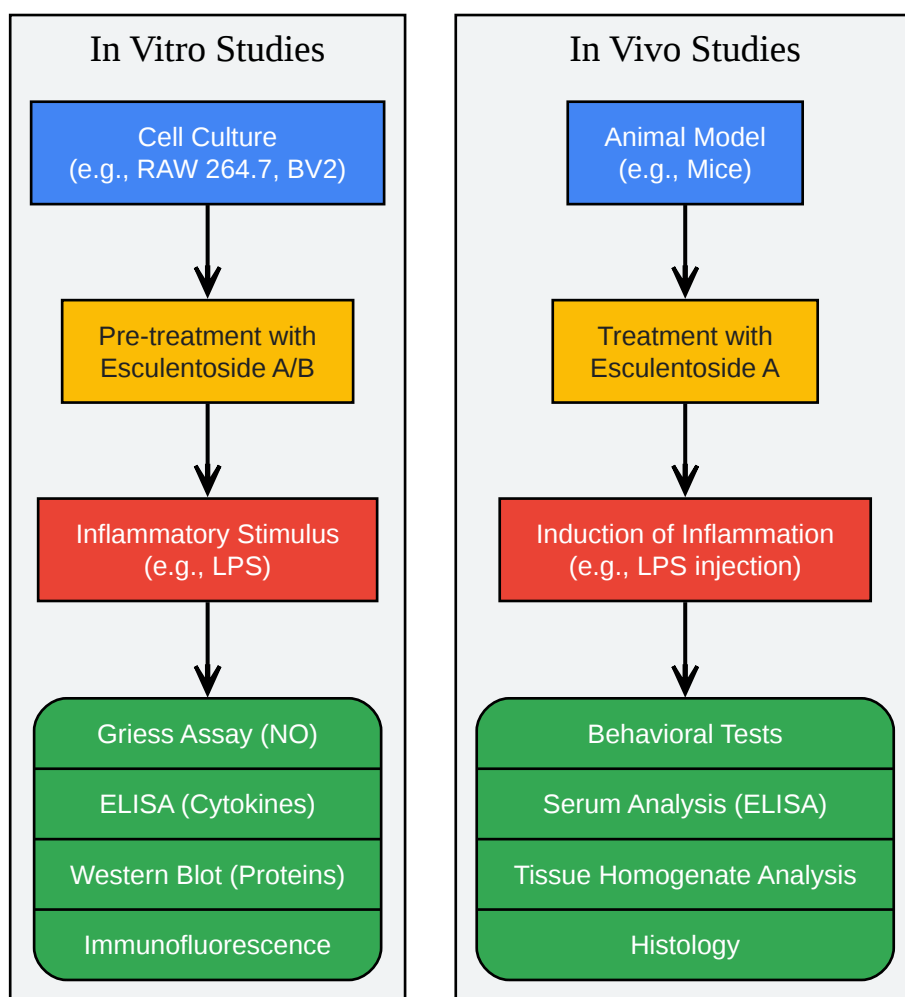 In Vitro Studies
Cell Culture
(e.g., RAW 264.7, BV2)
Pre-treatment with
Esculentoside A/B
Inflammatory Stimulus
(e.g., LPS)
Griess Assay (NO)
ELISA (Cytokines)
Western Blot (Proteins)
Immunofluorescence
In Vivo Studies
Animal Model
(e.g., Mice)
Treatment with
Esculentoside A
Induction of Inflammation
(e.g., LPS injection)
Behavioral Tests
Serum Analysis (ELISA)
Tissue Homogenate Analysis
Histology